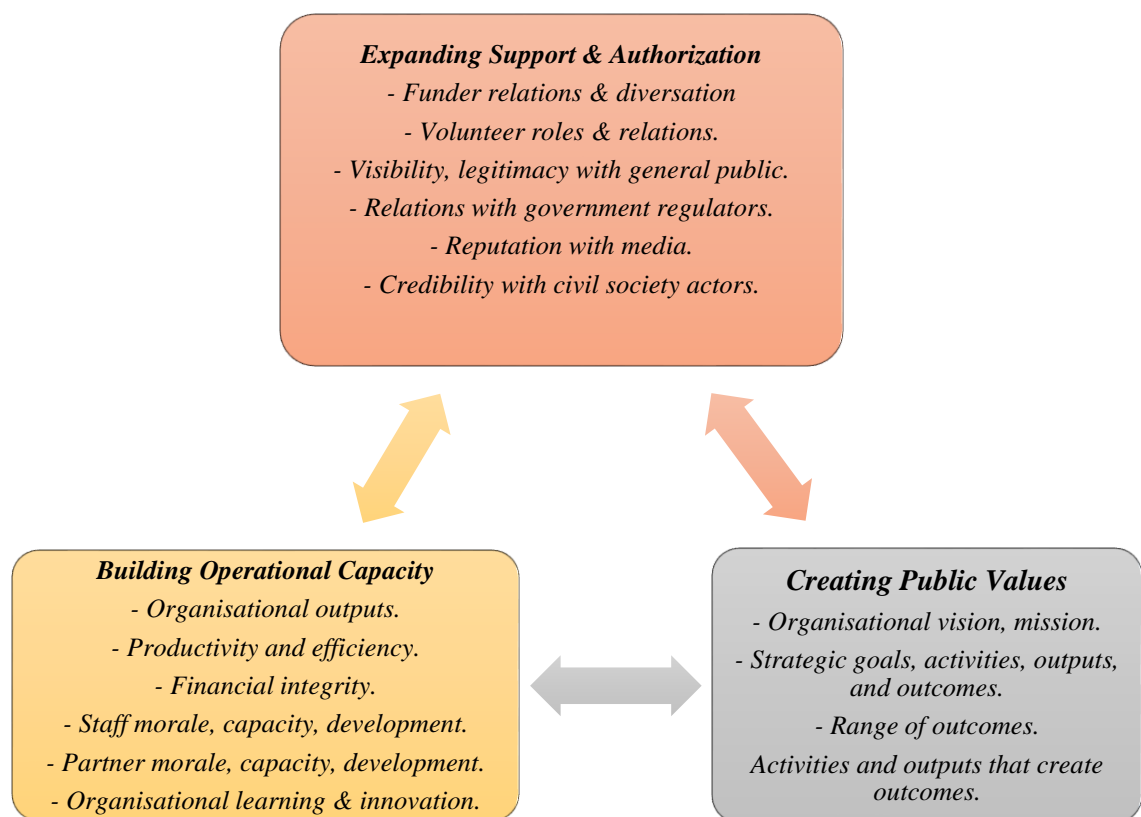 Expanding Support & Authorization
- Funder relations & diversation
- Volunteer roles & relations.
- Visibility, legitimacy with general public.
- Relations with government regulators.
- Reputation with media.
- Credibility with civil society actors.
Building Operational Capacity
- Organisational outputs.
- Productivity and efficiency.
- Financial integrity.
- Staff morale, capacity, development.
- Partner morale, capacity, development.
- Organisational learning & innovation.
Creating Public Values
- Organisational vision, mission.
- Strategic goals, activities, outputs,
and outcomes.
- Range of outcomes.
Activities and outputs that create
outcomes.